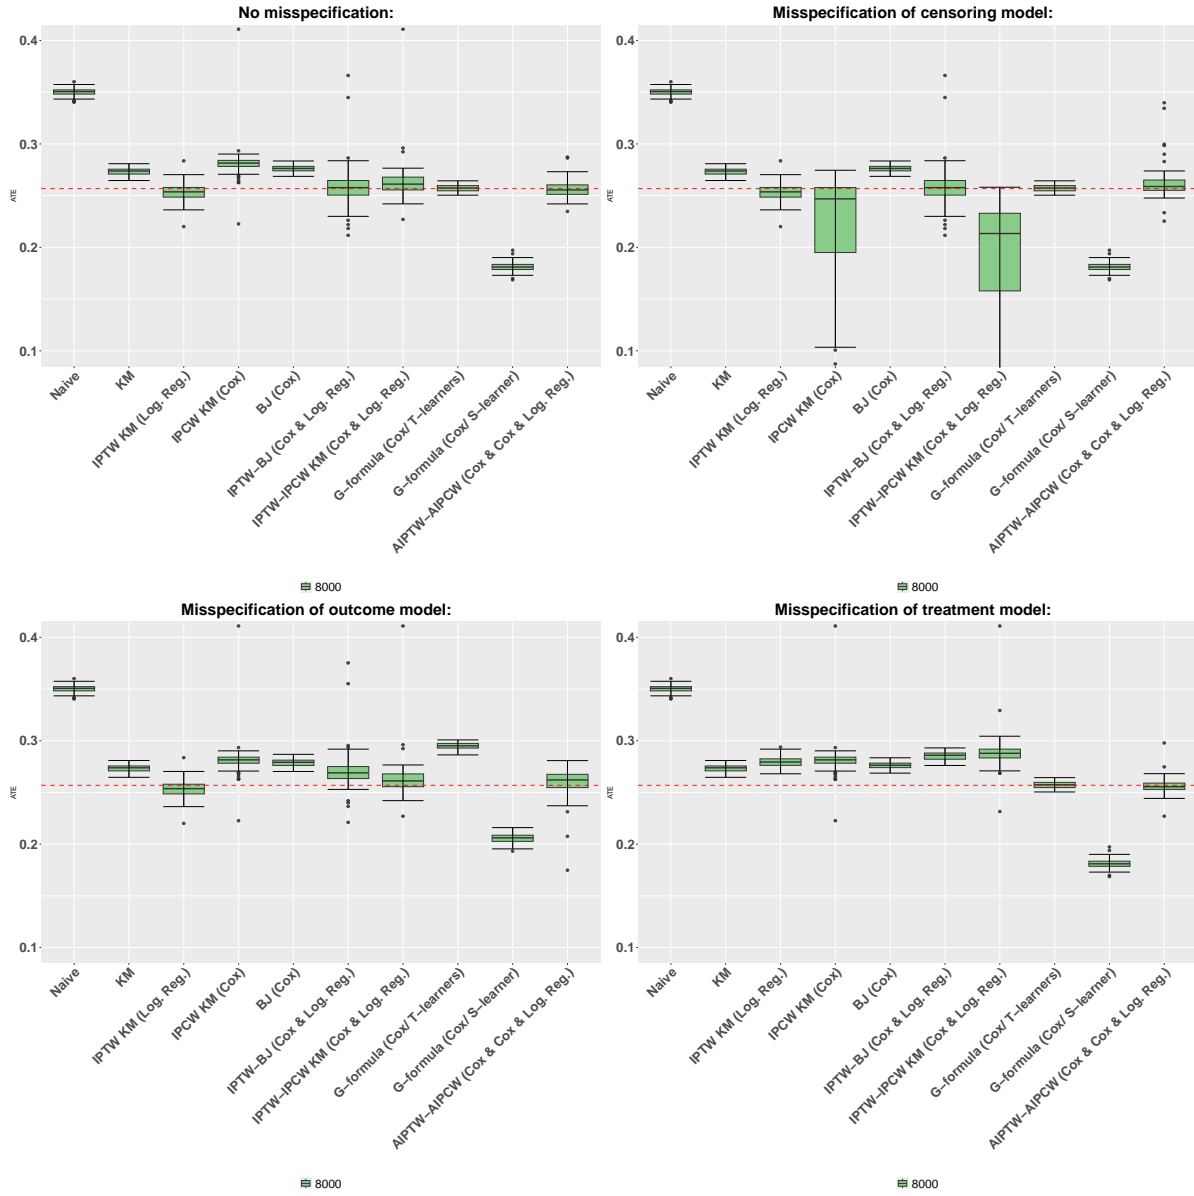 No misspecification:
0.4
0.3
0.2
0.1
ATE
Naive
KM
IPTW KM (Log. Reg.)
IPCW KM (Cox)
BJ (Cox)
IPTW−BJ (Cox & Log. Reg.)
IPTW−IPCW KM (Cox & Log. Reg.)
G−formula (Cox/ T−learners)
G−formula (Cox/ S−learner)
AIPTW−AIPCW (Cox & Cox & Log. Reg.)
8000
Misspecification of censoring model:
0.4
0.3
0.2
0.1
ATE
Naive
KM
IPTW KM (Log. Reg.)
IPCW KM (Cox)
BJ (Cox)
IPTW−BJ (Cox & Log. Reg.)
IPTW−IPCW KM (Cox & Log. Reg.)
G−formula (Cox/ T−learners)
G−formula (Cox/ S−learner)
AIPTW−AIPCW (Cox & Cox & Log. Reg.)
8000
Misspecification of outcome model:
0.4
0.3
0.2
0.1
ATE
Naive
KM
IPTW KM (Log. Reg.)
IPCW KM (Cox)
BJ (Cox)
IPTW−BJ (Cox & Log. Reg.)
IPTW−IPCW KM (Cox & Log. Reg.)
G−formula (Cox/ T−learners)
G−formula (Cox/ S−learner)
AIPTW−AIPCW (Cox & Cox & Log. Reg.)
8000
Misspecification of treatment model:
0.4
0.3
0.2
0.1
ATE
Naive
KM
IPTW KM (Log. Reg.)
IPCW KM (Cox)
BJ (Cox)
IPTW−BJ (Cox & Log. Reg.)
IPTW−IPCW KM (Cox & Log. Reg.)
G−formula (Cox/ T−learners)
G−formula (Cox/ S−learner)
AIPTW−AIPCW (Cox & Cox & Log. Reg.)
8000